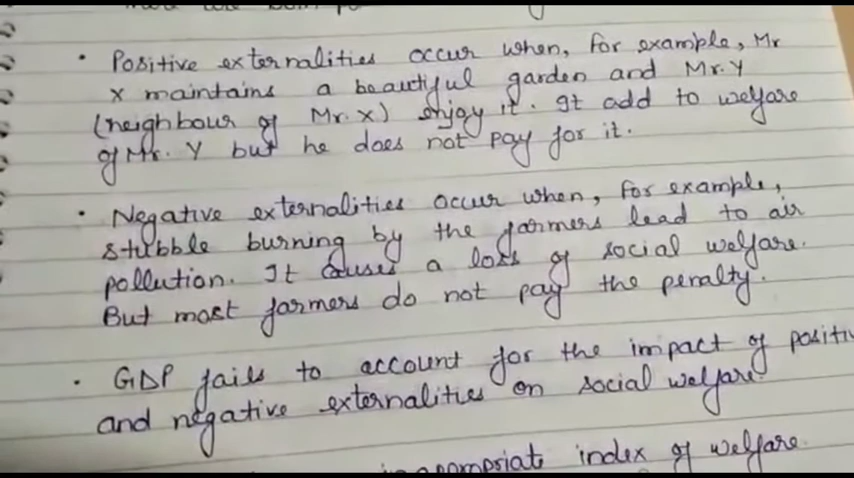 • Positive externalities occur when, for example, Mr
X maintains a beautiful garden and Mr. Y
(neighbour of Mr. X) enjoy it. It add to welfare
of Mr. Y but he does not pay for it.
• Negative externalities occur when, for example,
stubble burning by the farmers lead to air
pollution. It causes a loss of social welfare.
But most farmers do not pay the penalty.
• GDP fails to account for the impact of positiv
and negative externalities on social welfare.
index of welfare.